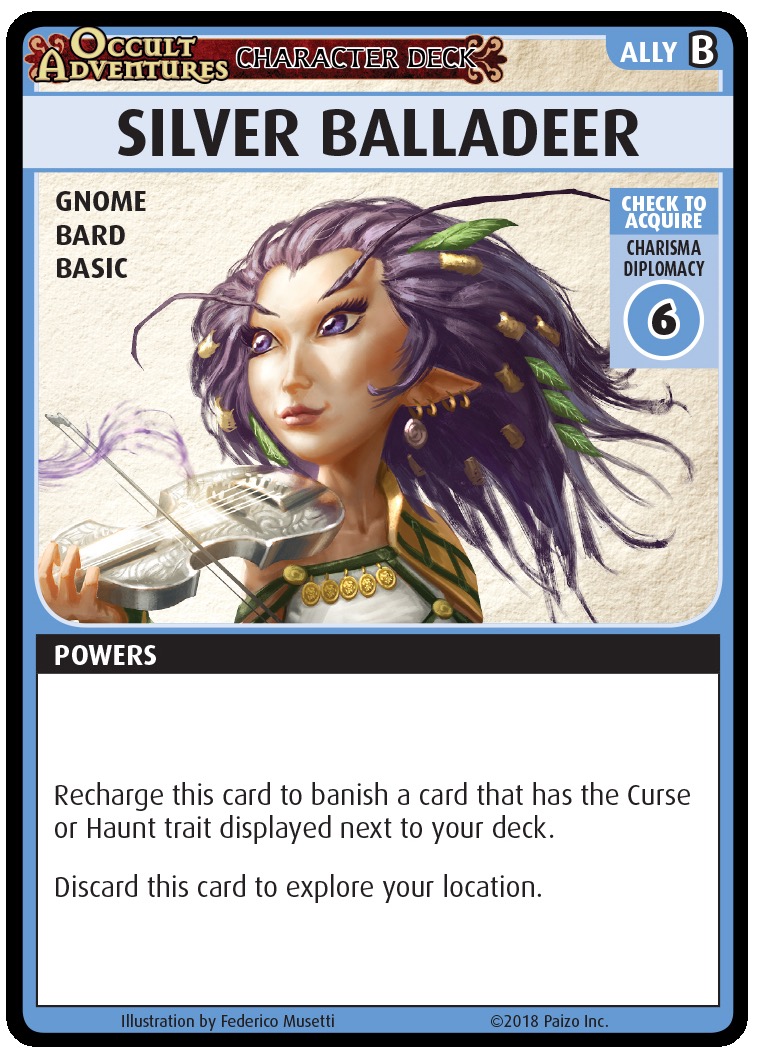 OCCULT
ADVENTURES CHARACTER DECK
ALLY B
SILVER BALLADEER
GNOME
BARD
BASIC
CHECK TO
ACQUIRE
CHARISMA
DIPLOMACY
6
POWERS
Recharge this card to banish a card that has the Curse
or Haunt trait displayed next to your deck.
Discard this card to explore your location.
Illustration by Federico Musetti ©2018 Paizo Inc.